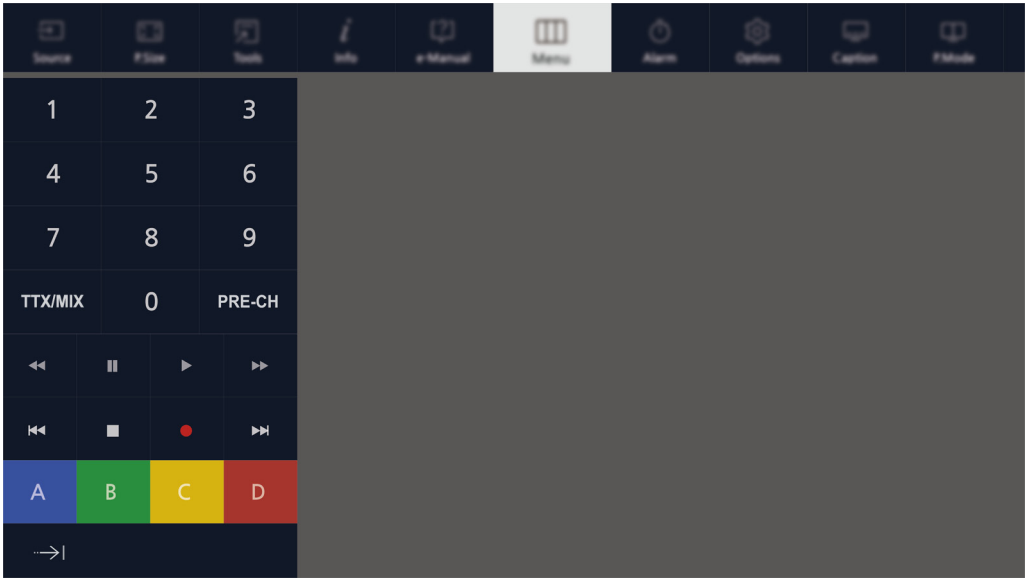 Source P.Size Tools Info e-Manual Menu Alarm Options Caption P.Mode
1 2 3
4 5 6
7 8 9
TTX/MIX 0 PRE-CH
A B C D